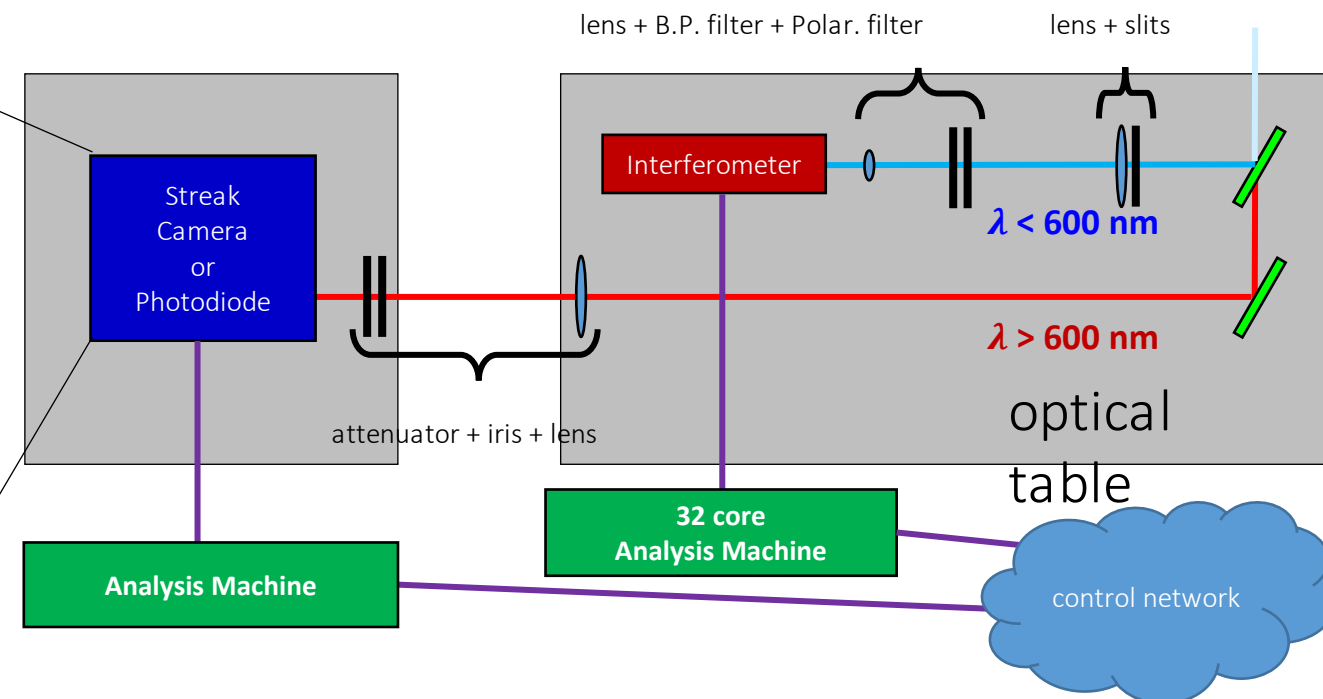 lens + B.P. filter + Polar. filter
lens + slits
Interferometer
Streak
Camera
or
Photodiode
λ < 600 nm
λ > 600 nm
attenuator + iris + lens
optical
table
32 core
Analysis Machine
Analysis Machine
control network